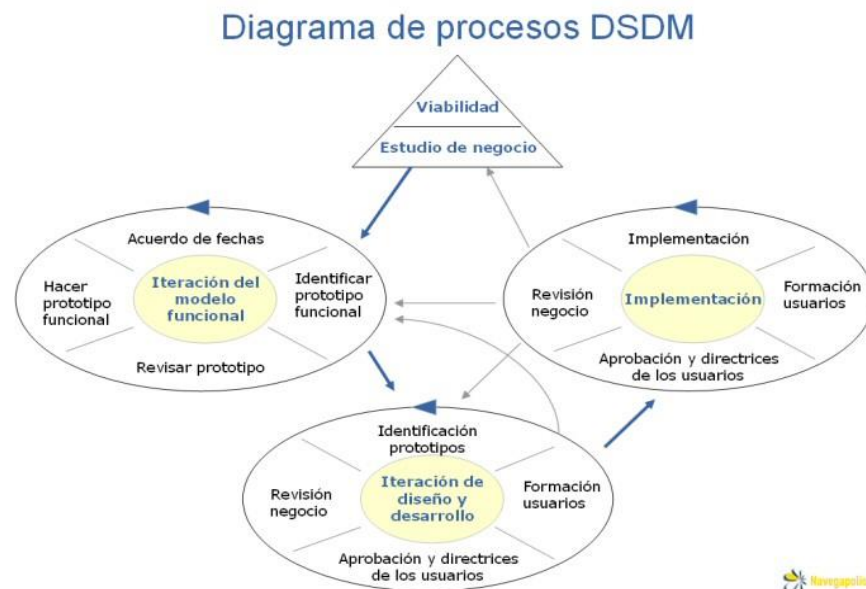 Diagrama de procesos DSDM
Viabilidad
Estudio de negocio
Acuerdo de fechas
Hacer
prototipo
funcional
Iteración del
modelo
funcional
Identificar
prototipo
funcional
Revisar prototipo
Implementación
Revisión
negocio
Implementación
Formación
usuarios
Aprobación y directrices
de los usuarios
Identificación
prototipos
Revisión
negocio
Iteración de
diseño y
desarrollo
Formación
usuarios
Aprobación y directrices
de los usuarios
Navegapolis